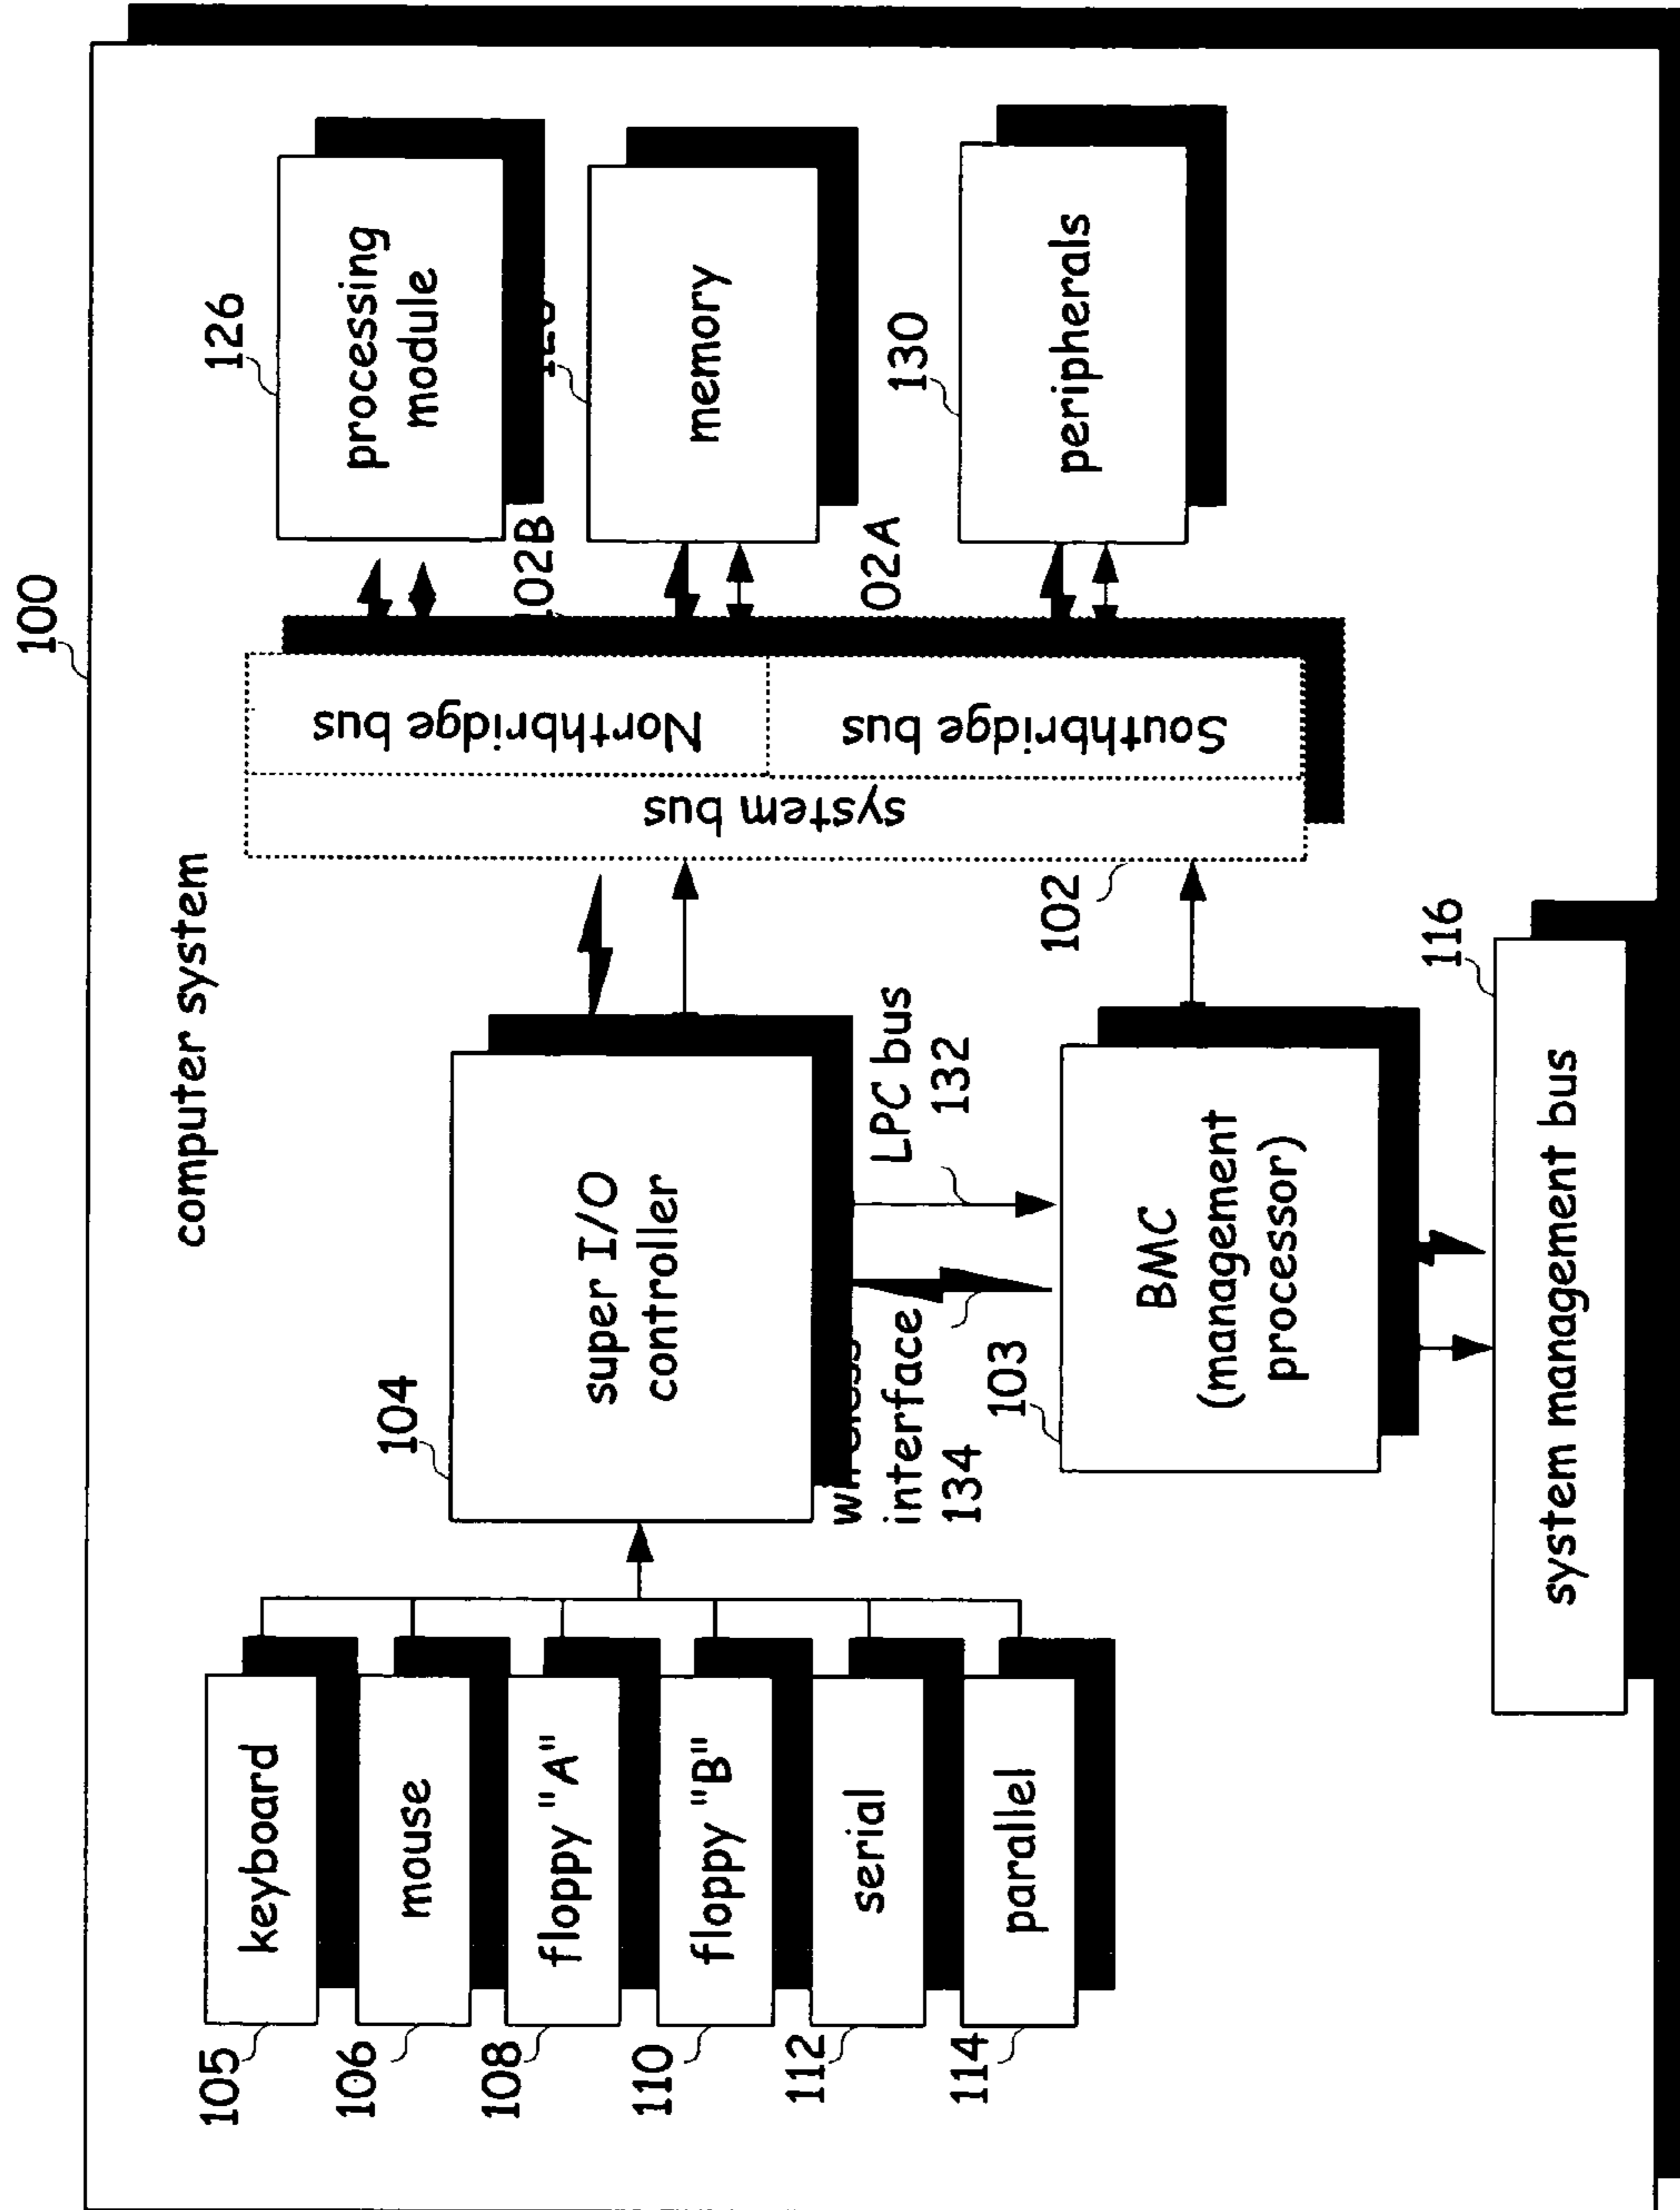 100
computer system
105
keyboard
106
mouse
108
floppy "A"
110
floppy "B"
112
serial
114
parallel
104
super I/O
controller
interface
134
LPC bus
132
103
BMC
(management
processor)
116
system management bus
102
system bus
Northbridge bus
Southbridge bus
102B
02A
126
processing
module
memory
130
peripherals